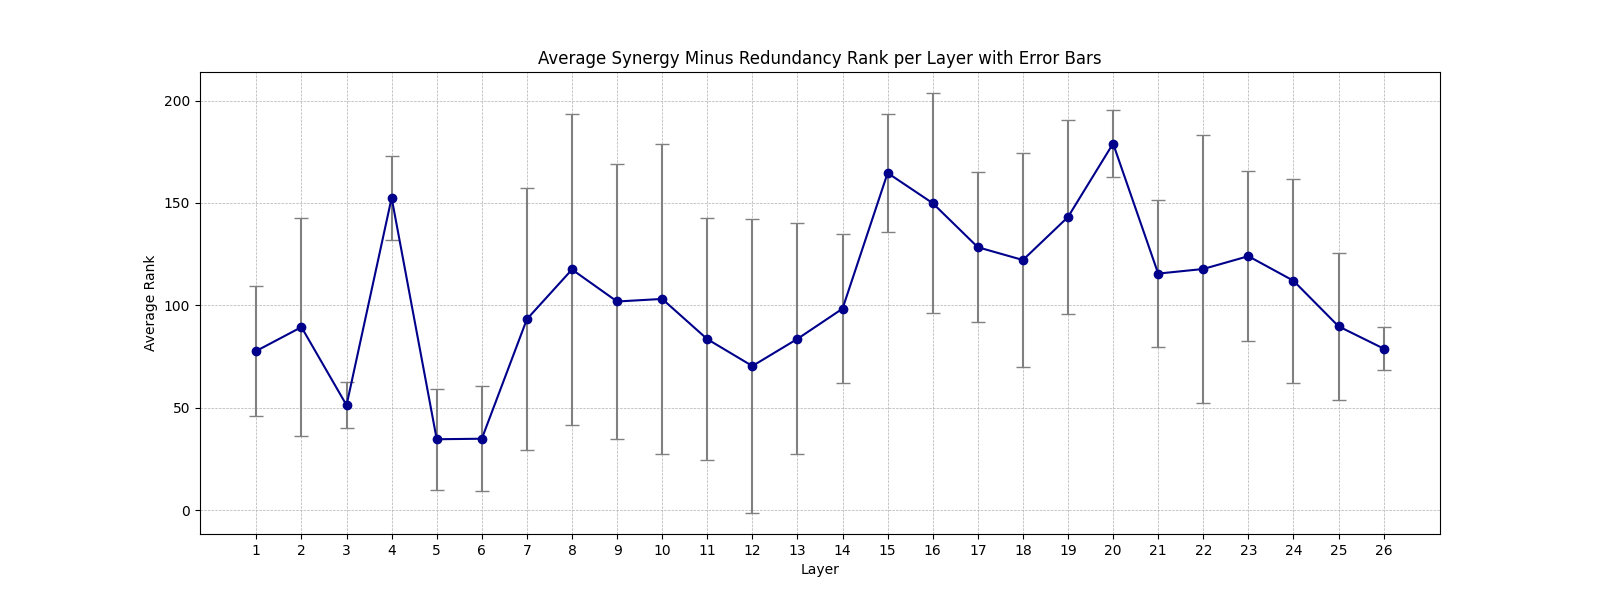 Average Synergy Minus Redundancy Rank per Layer with Error Bars
Average Rank
200
150
100
50
0
1 2 3 4 5 6 7 8 9 10 11 12 13 14 15 16 17 18 19 20 21 22 23 24 25 26
Layer